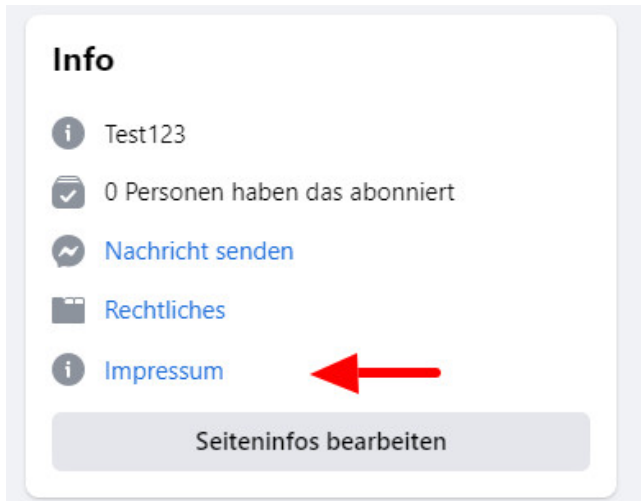 Info
Test123
0 Personen haben das abonniert
Nachricht senden
Rechtliches
Impressum
Seiteninfos bearbeiten